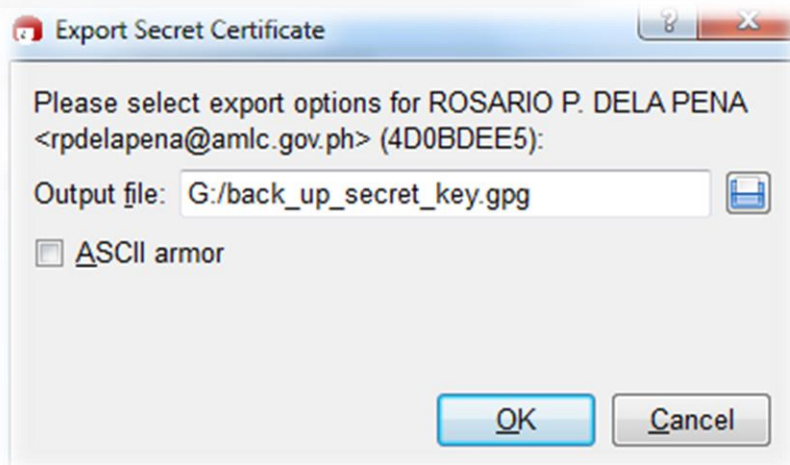 Export Secret Certificate
Please select export options for ROSARIO P. DELA PENA
<rpdelapena@amlc.gov.ph> (4D0BDEE5):
Output file: G:/back_up_secret_key.gpg
ASCII armor
OK Cancel